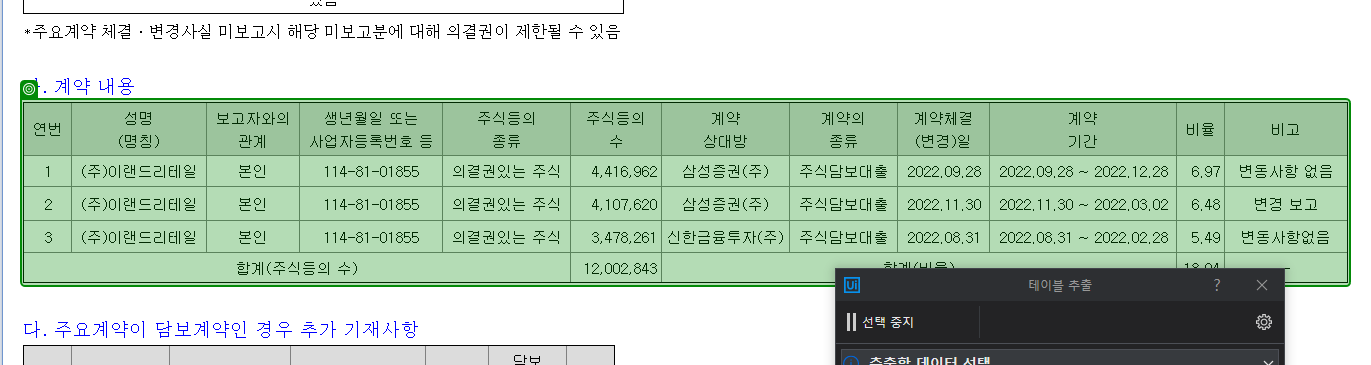 있음
*주요계약 체결ㆍ변경사실 미보고시 해당 미보고분에 대해 의결권이 제한될 수 있음
. 계약 내용
연번 성명 (명칭) 보고자와의 관계 생년월일 또는 사업자등록번호 등 주식등의 종류 주식등의 수 계약 상대방 계약의 종류 계약체결 (변경)일 계약 기간 비율 비고
1 (주)이랜드리테일 본인 114-81-01855 의결권있는 주식 4,416,962 삼성증권(주) 주식담보대출 2022.09.28 2022.09.28 ~ 2022.12.28 6.97 변동사항 없음
2 (주)이랜드리테일 본인 114-81-01855 의결권있는 주식 4,107,620 삼성증권(주) 주식담보대출 2022.11.30 2022.11.30 ~ 2022.03.02 6.48 변경 보고
3 (주)이랜드리테일 본인 114-81-01855 의결권있는 주식 3,478,261 신한금융투자(주) 주식담보대출 2022.08.31 2022.08.31 ~ 2022.02.28 5.49 변동사항없음
합계(주식등의 수) 12,002,843 합계(비율) 18.94 -
Ui 테이블 추출 ?
선택 중지
추출할 데이터 선택
다. 주요계약이 담보계약인 경우 추가 기재사항
담보